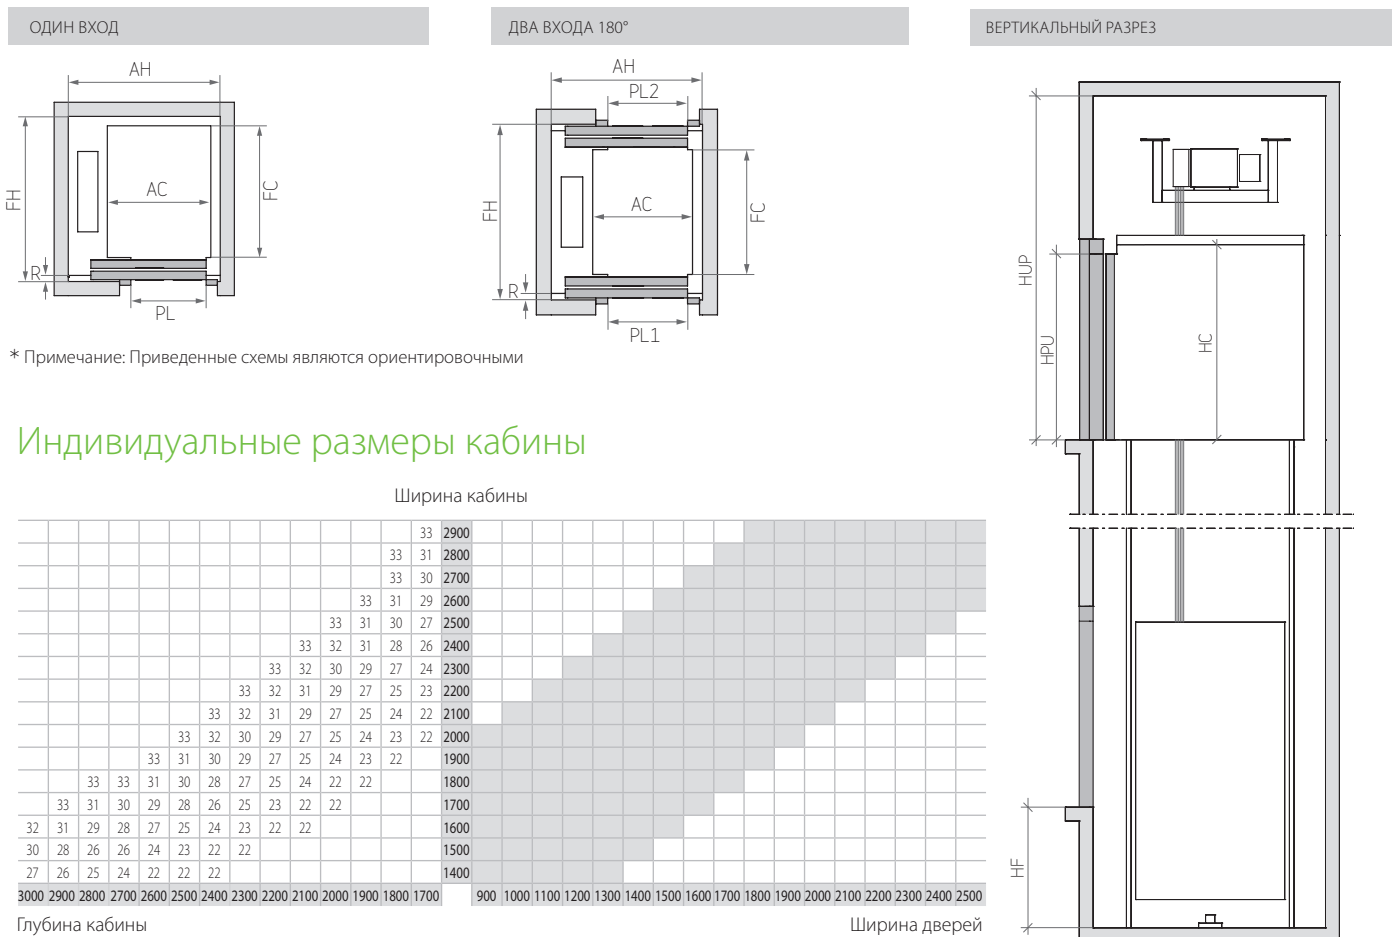 ОДИН ВХОД
ДВА ВХОДА 180°
ВЕРТИКАЛЬНЫЙ РАЗРЕЗ
AH
FH
AC
FC
R
PL
AH
PL2
FH
AC
FC
R
PL1
HUP
HPU
HC
HF
* Примечание: Приведенные схемы являются ориентировочными
Индивидуальные размеры кабины
Ширина кабины
33 2900
33 31 2800
33 30 2700
33 31 29 2600
33 31 30 27 2500
33 32 31 28 26 2400
33 32 30 29 27 24 2300
33 32 31 29 27 25 23 2200
33 32 31 29 27 25 24 22 2100
33 32 30 29 27 25 24 23 22 2000
33 31 30 29 27 25 24 23 22 1900
33 33 31 30 28 27 25 24 22 22 1800
33 31 30 29 28 26 25 23 22 22 1700
32 31 29 28 27 25 24 23 22 22 1600
30 28 26 26 24 23 22 22 1500
27 26 25 24 22 22 22 1400
3000 2900 2800 2700 2600 2500 2400 2300 2200 2100 2000 1900 1800 1700 900 1000 1100 1200 1300 1400 1500 1600 1700 1800 1900 2000 2100 2200 2300 2400 2500
Глубина кабины
Ширина дверей